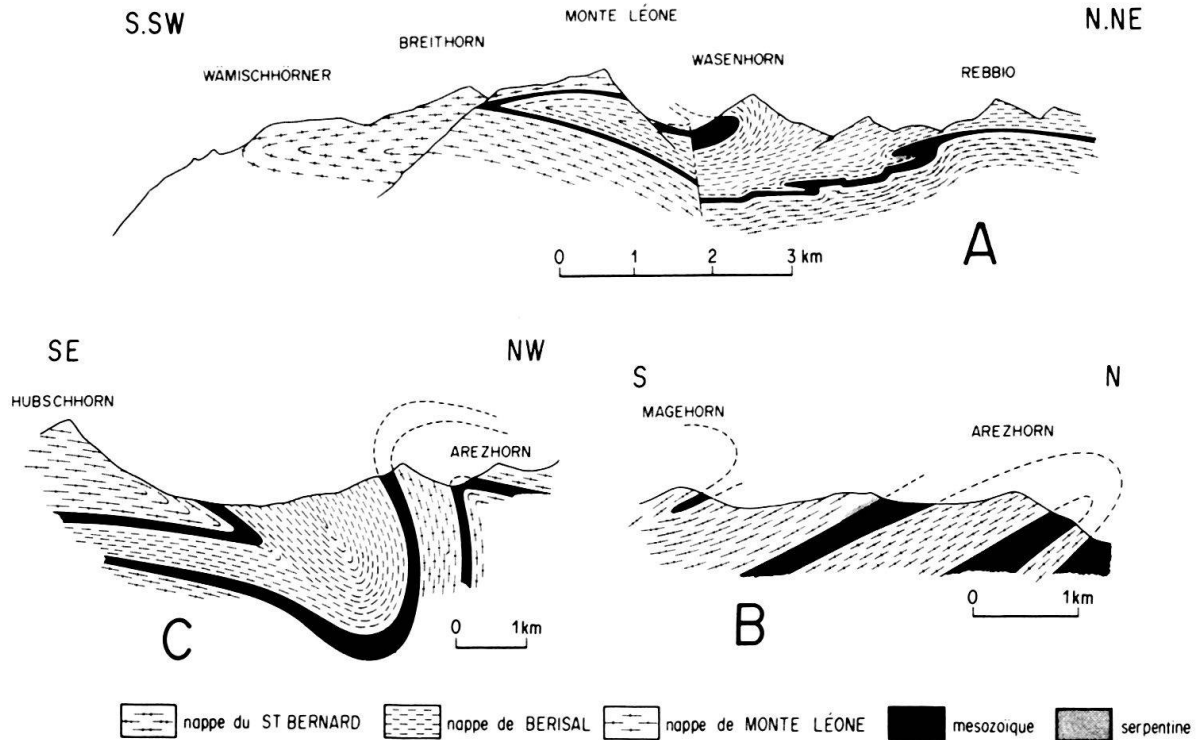 S.SW
MONTE LÉONE
N.NE
BREITHORN
WASENHORN
WÄMISCHHÖRNER
REBBIO
A
0 1 2 3 km
SE
NW
HUBSCHHORN
AREZHORN
C
0 1km
S
N
MAGEHORN
AREZHORN
B
0 1km
nappe du ST BERNARD
nappe de BERISAL
nappe de MONTE LÉONE
mesozoïque
serpentine